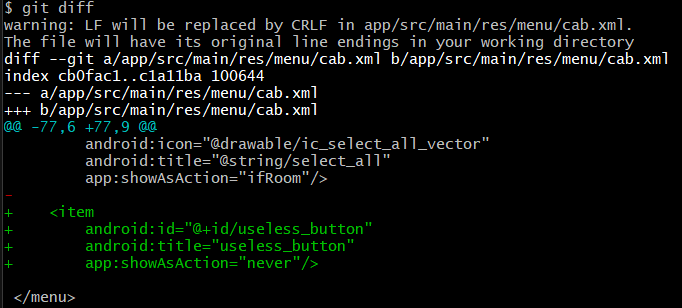 $ git diff
warning: LF will be replaced by CRLF in app/src/main/res/menu/cab.xml.
The file will have its original line endings in your working directory
diff --git a/app/src/main/res/menu/cab.xml b/app/src/main/res/menu/cab.xml
index cb0fac1..c1a11ba 100644
--- a/app/src/main/res/menu/cab.xml
+++ b/app/src/main/res/menu/cab.xml
@@ -77,6 +77,9 @@
         android:icon="@drawable/ic_select_all_vector"
         android:title="@string/select_all"
         app:showAsAction="ifRoom"/>
-
+    <item
+        android:id="@+id/useless_button"
+        android:title="useless_button"
+        app:showAsAction="never"/>

 </menu>